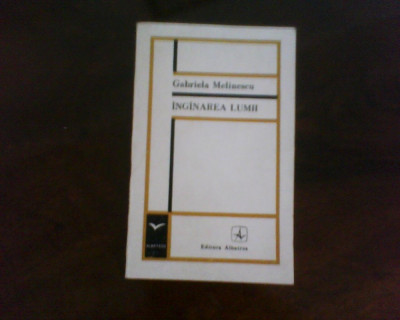 Gabriela Melinescu
ÎNGÎNAREA LUMII
Editura Albatros